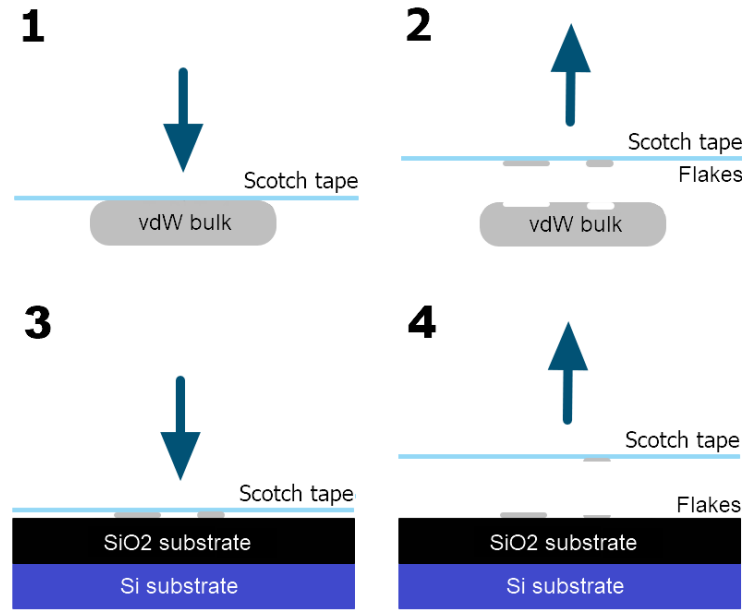 1
Scotch tape
vdW bulk
2
Scotch tape
Flakes
vdW bulk
3
Scotch tape
SiO2 substrate
Si substrate
4
Scotch tape
Flakes
SiO2 substrate
Si substrate